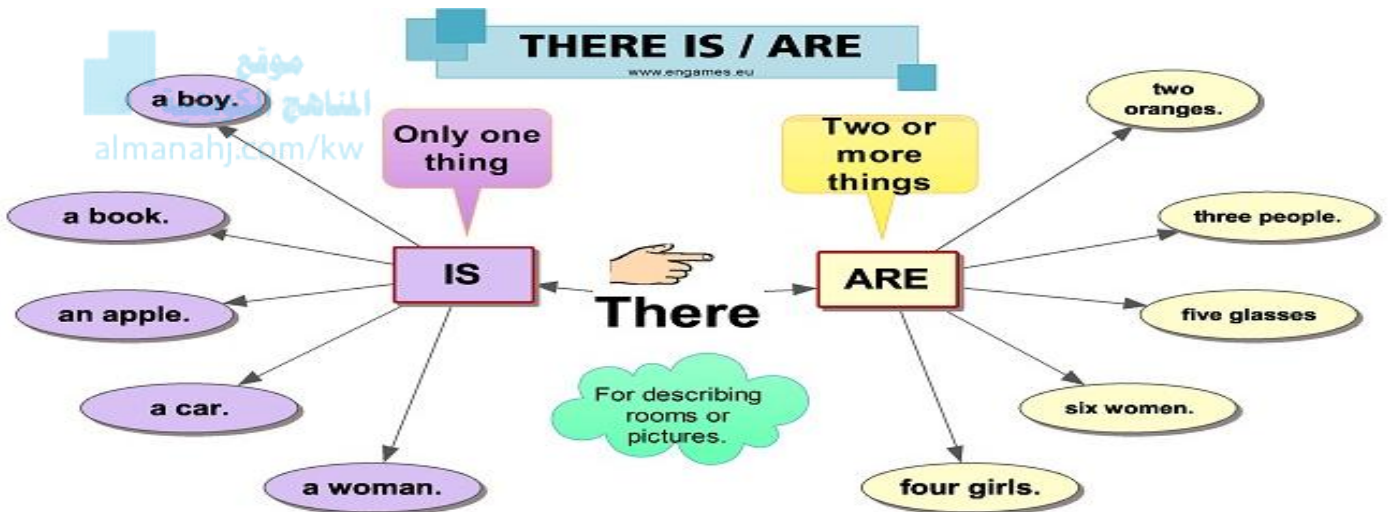 THERE IS / ARE
www.engames.eu
موقع
المناهج الكويتية
almanahj.com/kw
a boy.
a book.
an apple.
a car.
a woman.
Only one
thing
IS
There
For describing
rooms or
pictures.
Two or
more
things
ARE
two
oranges.
three people.
five glasses
six women.
four girls.